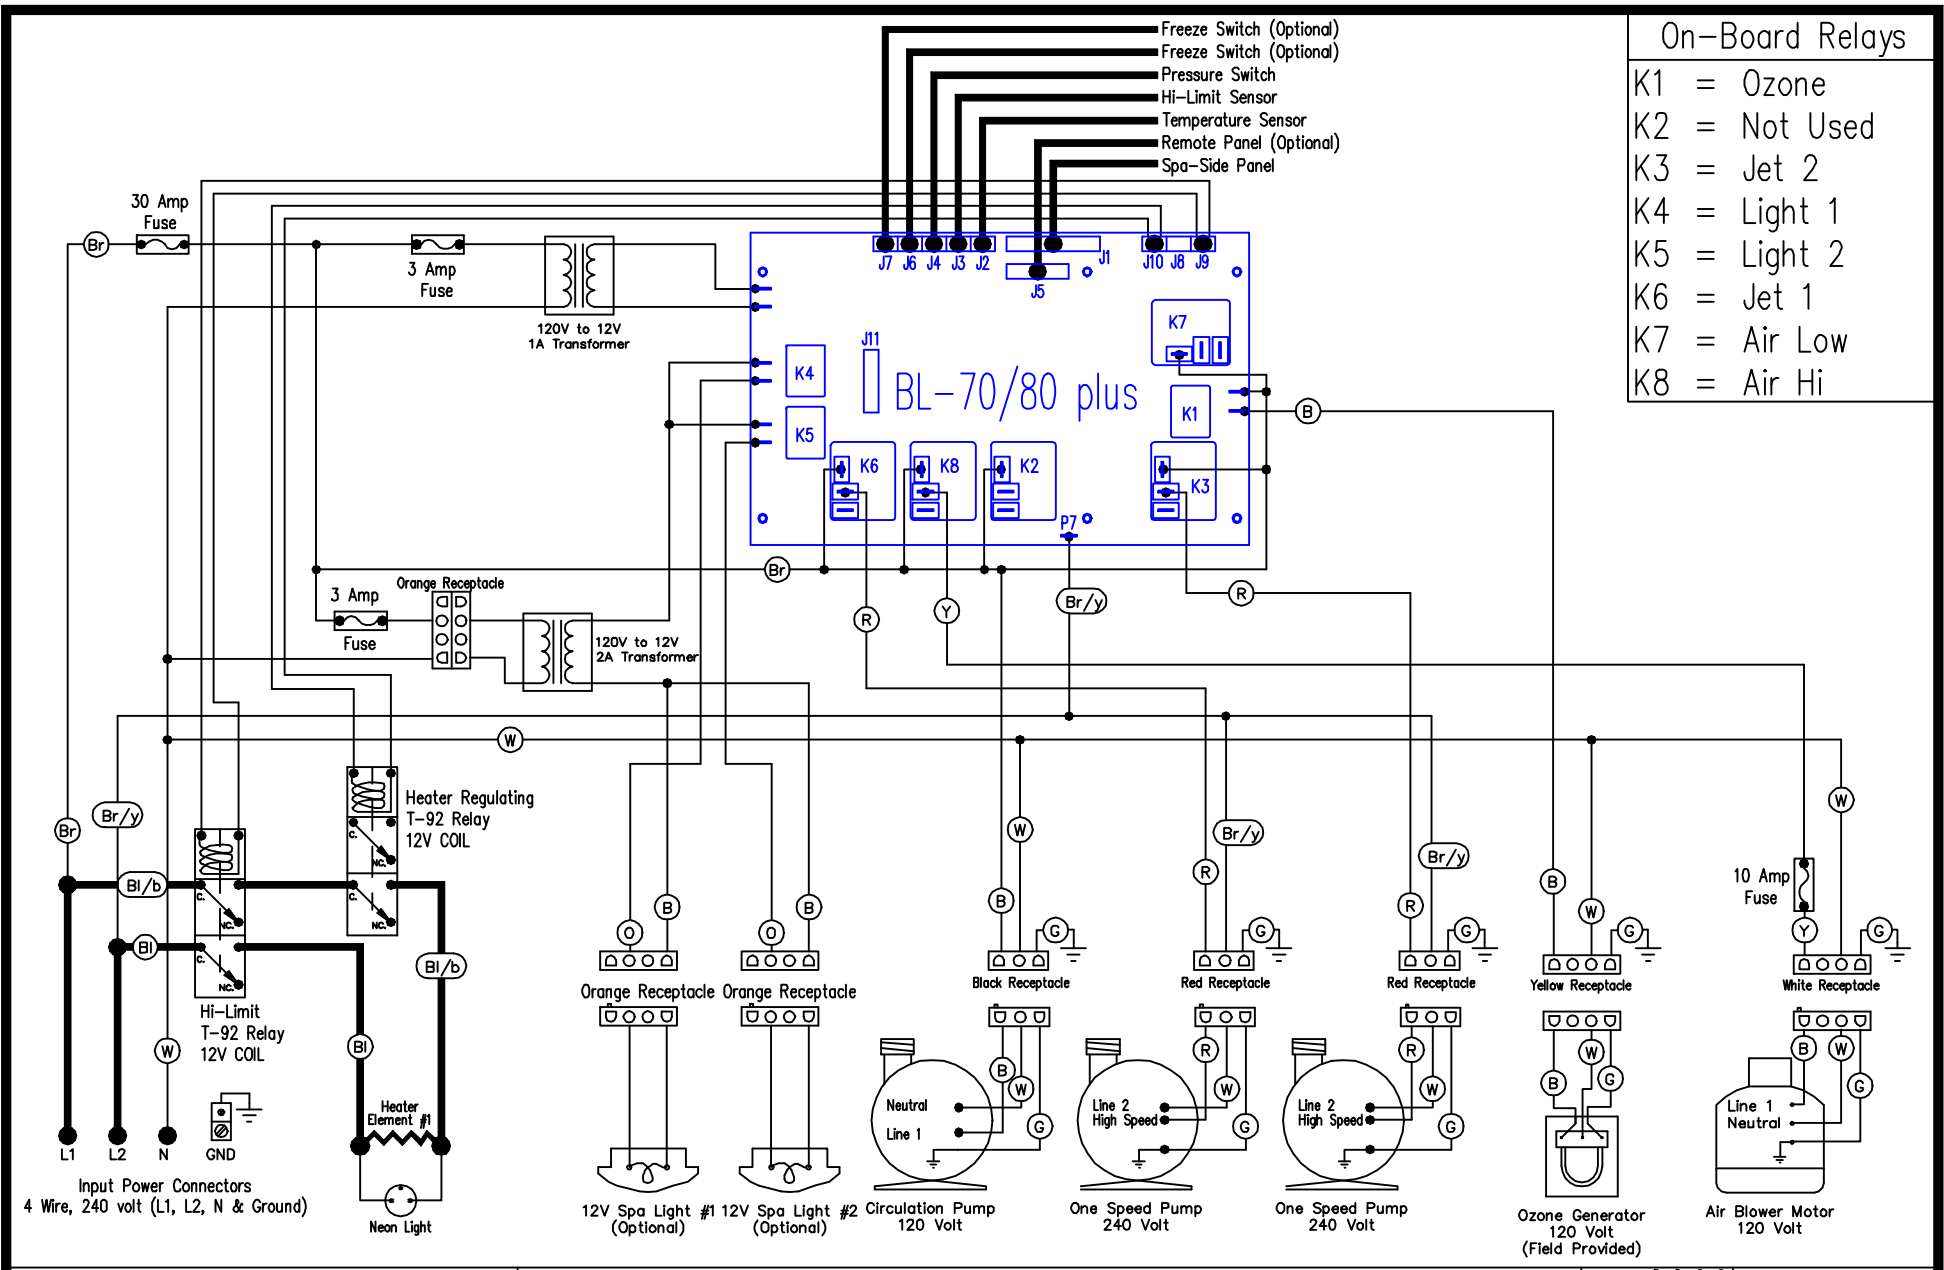 Freeze Switch (Optional)
Freeze Switch (Optional)
Pressure Switch
Hi-Limit Sensor
Temperature Sensor
Remote Panel (Optional)
Spa-Side Panel
On-Board Relays
K1 = Ozone
K2 = Not Used
K3 = Jet 2
K4 = Light 1
K5 = Light 2
K6 = Jet 1
K7 = Air Low
K8 = Air Hi
30 Amp
Fuse
Br
3 Amp
Fuse
120V to 12V
1A Transformer
J7 J6 J4 J3 J2
J1
J5
J10 J8 J9
K7
J11
K4
BL-70/80 plus
K1
B
K5
K6
K8
K2
K3
P7
Br
Orange Receptacle
3 Amp
Fuse
120V to 12V
2A Transformer
R
Y
Br/y
R
W
Heater Regulating
T-92 Relay
12V COIL
C.
NC.
C.
NC.
Br
Br/y
Bl/b
Bl
C.
NC.
C.
NC.
Hi-Limit
T-92 Relay
12V COIL
Bl/b
Bl
W
Heater
Element #1
Neon Light
L1 L2 N GND
Input Power Connectors
4 Wire, 240 volt (L1, L2, N & Ground)
O
B
O
B
Orange Receptacle
Orange Receptacle
12V Spa Light #1
(Optional)
12V Spa Light #2
(Optional)
W
B
G
Black Receptacle
B
W
G
Neutral
Line 1
Circulation Pump
120 Volt
Br/y
R
G
Red Receptacle
R
W
G
Line 2
High Speed
One Speed Pump
240 Volt
Br/y
R
G
Red Receptacle
R
W
G
Line 2
High Speed
One Speed Pump
240 Volt
B
W
G
Yellow Receptacle
W
B
G
Ozone Generator
120 Volt
(Field Provided)
W
10 Amp
Fuse
Y
G
White Receptacle
B
W
G
Line 1
Neutral
Air Blower Motor
120 Volt